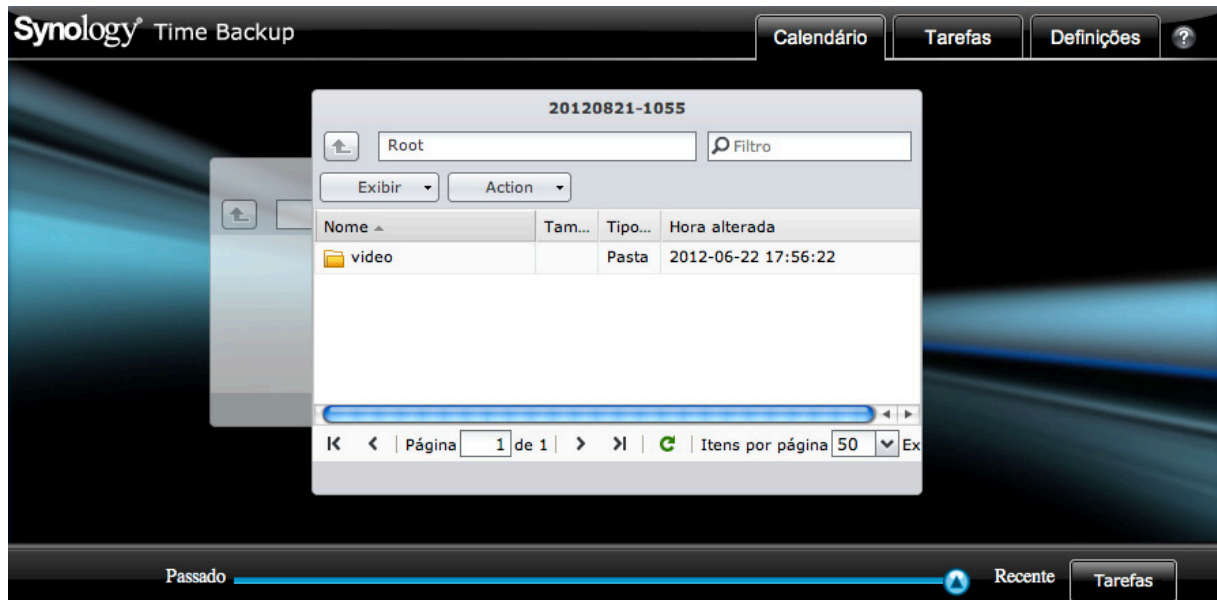 Synology Time Backup
Calendário Tarefas Definições ?
20120821-1055
Root Filtro
Exibir Action
Nome Tam... Tipo... Hora alterada
video Pasta 2012-06-22 17:56:22
Página 1 de 1 Itens por página 50 Ex
Passado Recente Tarefas